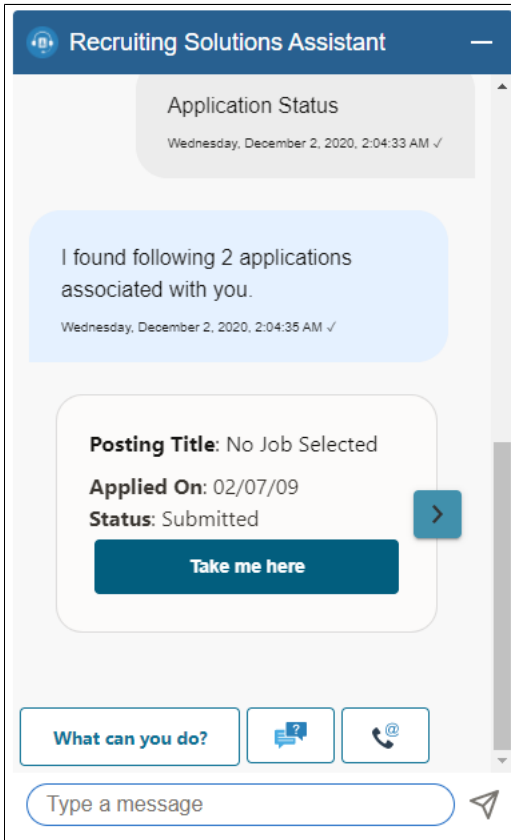 Recruiting Solutions Assistant
Application Status
Wednesday, December 2, 2020, 2:04:33 AM ✓
I found following 2 applications
associated with you.
Wednesday, December 2, 2020, 2:04:35 AM ✓
Posting Title: No Job Selected
Applied On: 02/07/09
Status: Submitted
Take me here
What can you do?
Type a message